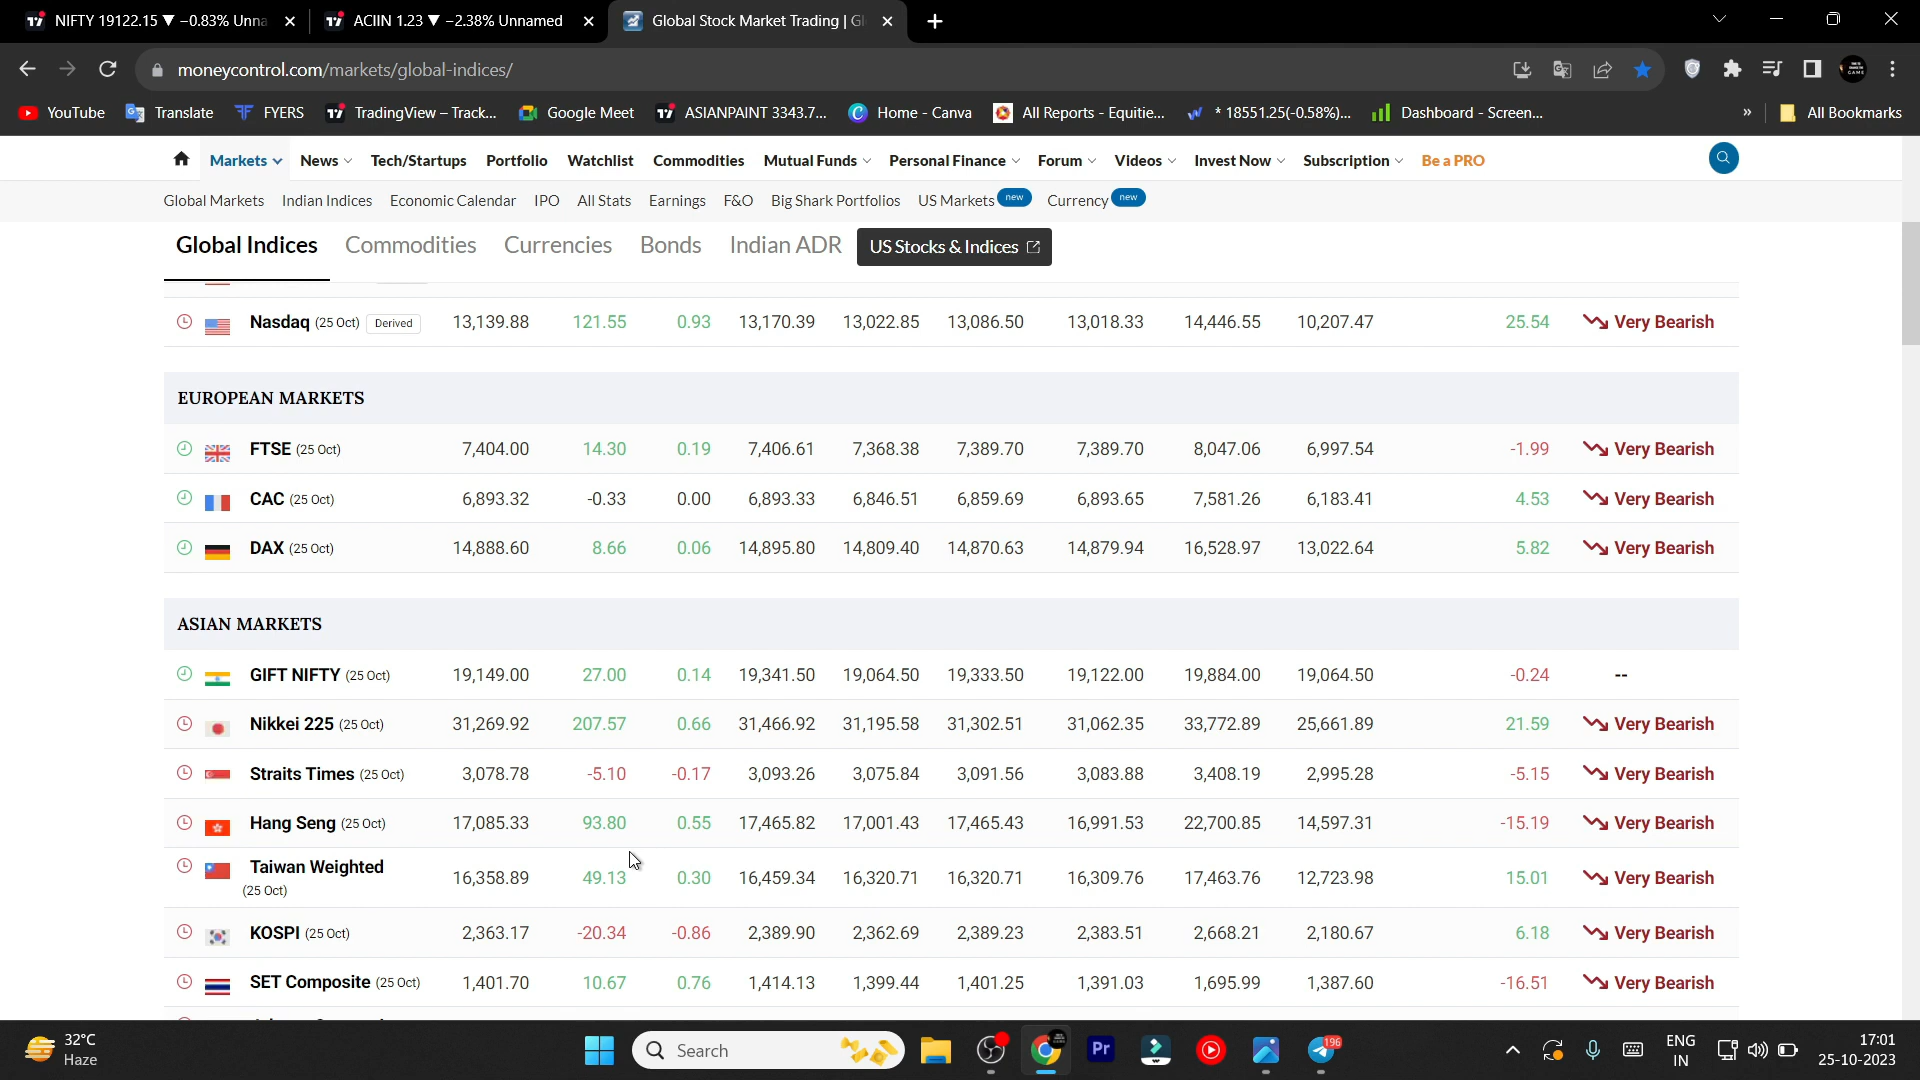 NIFTY 19122.15 ▼ −0.83% Unna
ACIIN 1.23 ▼ −2.38% Unnamed
Global Stock Market Trading | Gl
moneycontrol.com/markets/global-indices/
YouTube Translate FYERS TradingView – Track... Google Meet ASIANPAINT 3343.7... Home - Canva All Reports - Equitie... * 18551.25(-0.58%)... Dashboard - Screen... » All Bookmarks
Markets News Tech/Startups Portfolio Watchlist Commodities Mutual Funds Personal Finance Forum Videos Invest Now Subscription Be a PRO
Global Markets Indian Indices Economic Calendar IPO All Stats Earnings F&O Big Shark Portfolios US Markets new Currency new
Global Indices Commodities Currencies Bonds Indian ADR US Stocks & Indices
Nasdaq (25 Oct) Derived 13,139.88 121.55 0.93 13,170.39 13,022.85 13,086.50 13,018.33 14,446.55 10,207.47 25.54 Very Bearish
EUROPEAN MARKETS
FTSE (25 Oct) 7,404.00 14.30 0.19 7,406.61 7,368.38 7,389.70 7,389.70 8,047.06 6,997.54 -1.99 Very Bearish
CAC (25 Oct) 6,893.32 -0.33 0.00 6,893.33 6,846.51 6,859.69 6,893.65 7,581.26 6,183.41 4.53 Very Bearish
DAX (25 Oct) 14,888.60 8.66 0.06 14,895.80 14,809.40 14,870.63 14,879.94 16,528.97 13,022.64 5.82 Very Bearish
ASIAN MARKETS
GIFT NIFTY (25 Oct) 19,149.00 27.00 0.14 19,341.50 19,064.50 19,333.50 19,122.00 19,884.00 19,064.50 -0.24 --
Nikkei 225 (25 Oct) 31,269.92 207.57 0.66 31,466.92 31,195.58 31,302.51 31,062.35 33,772.89 25,661.89 21.59 Very Bearish
Straits Times (25 Oct) 3,078.78 -5.10 -0.17 3,093.26 3,075.84 3,091.56 3,083.88 3,408.19 2,995.28 -5.15 Very Bearish
Hang Seng (25 Oct) 17,085.33 93.80 0.55 17,465.82 17,001.43 17,465.43 16,991.53 22,700.85 14,597.31 -15.19 Very Bearish
Taiwan Weighted
(25 Oct) 16,358.89 49.13 0.30 16,459.34 16,320.71 16,320.71 16,309.76 17,463.76 12,723.98 15.01 Very Bearish
KOSPI (25 Oct) 2,363.17 -20.34 -0.86 2,389.90 2,362.69 2,389.23 2,383.51 2,668.21 2,180.67 6.18 Very Bearish
SET Composite (25 Oct) 1,401.70 10.67 0.76 1,414.13 1,399.44 1,401.25 1,391.03 1,695.99 1,387.60 -16.51 Very Bearish
32°C
Haze
Search
Pr
196
ENG
IN
17:01
25-10-2023